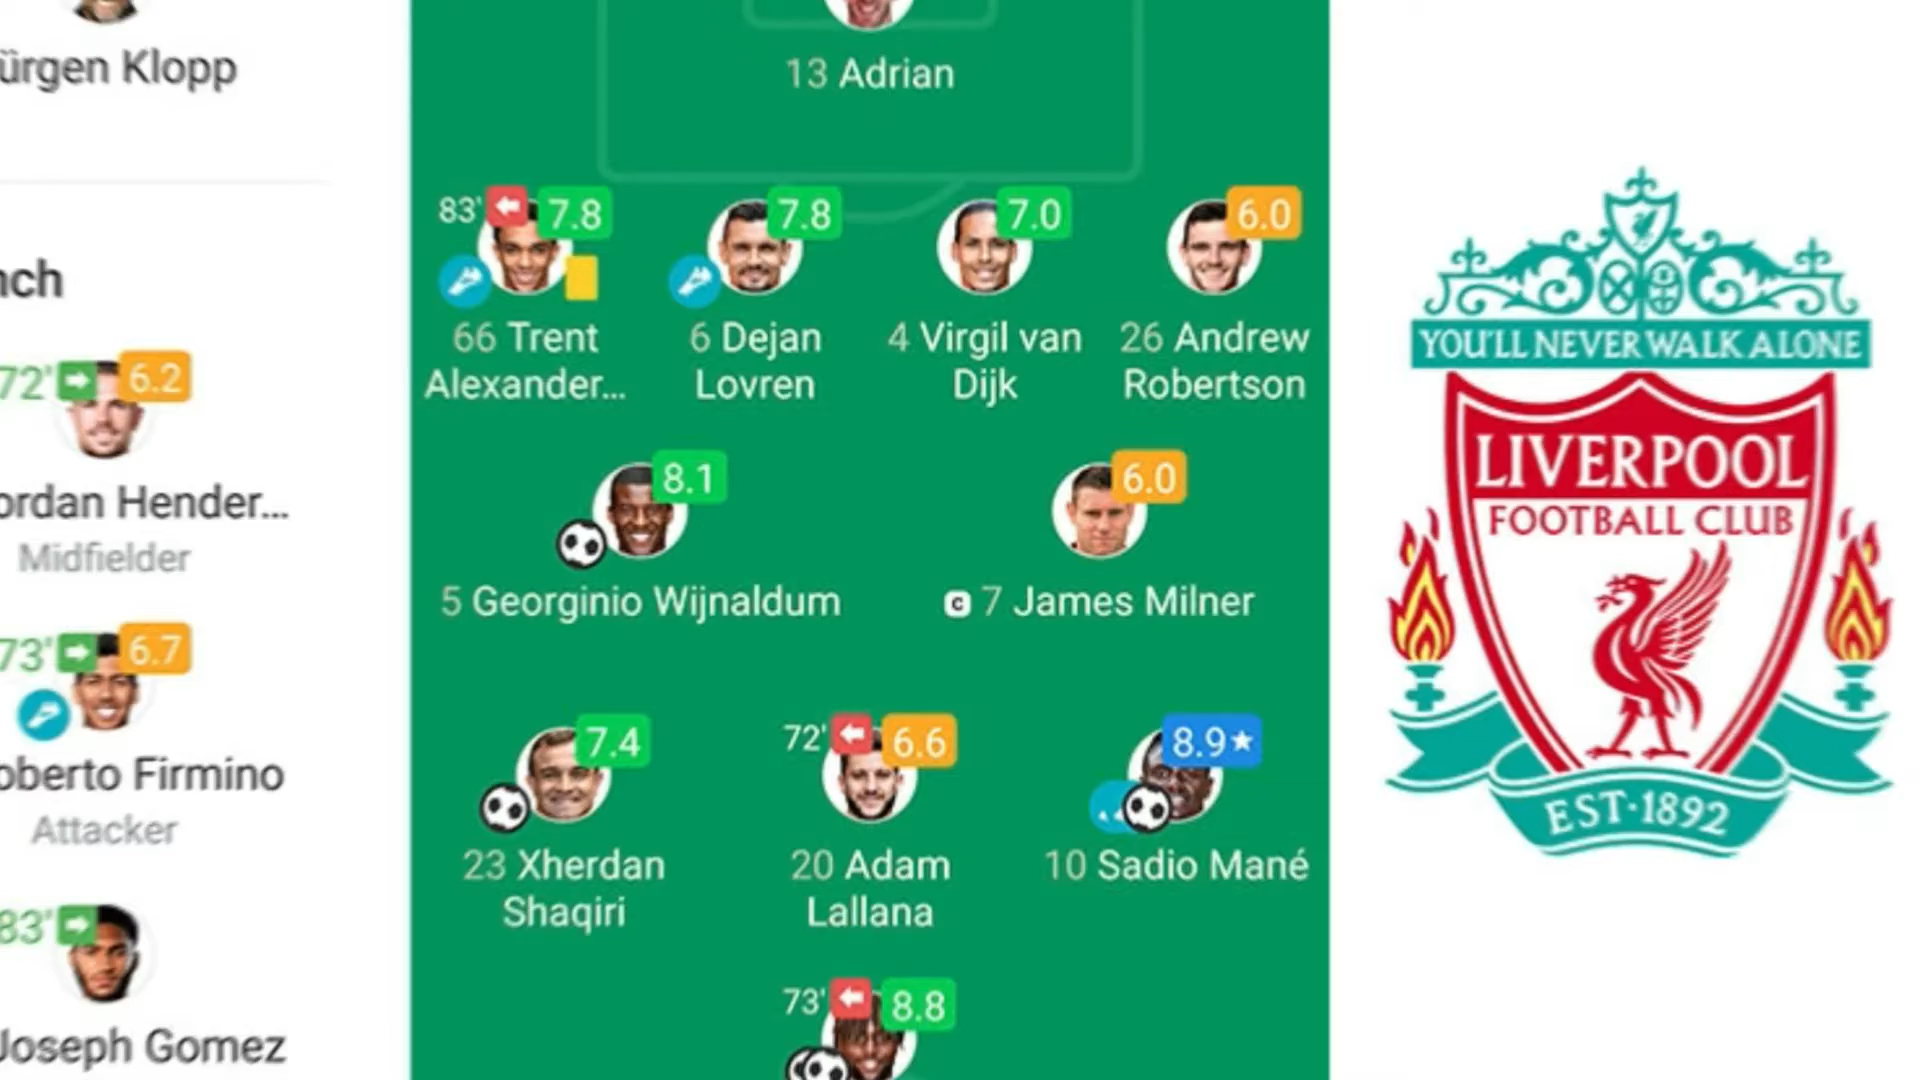 ürgen Klopp
nch
72'
6.2
ordan Hender...
Midfielder
73'
6.7
oberto Firmino
Attacker
83'
Joseph Gomez
13 Adrian
83' 7.8
7.8
7.0
6.0
66 Trent
Alexander...
6 Dejan
Lovren
4 Virgil van
Dijk
26 Andrew
Robertson
8.1
6.0
5 Georginio Wijnaldum
c 7 James Milner
7.4
72' 6.6
8.9★
23 Xherdan
Shaqiri
20 Adam
Lallana
10 Sadio Mané
73' 8.8
YOU'LL NEVER WALK ALONE
LIVERPOOL
FOOTBALL CLUB
EST·1892